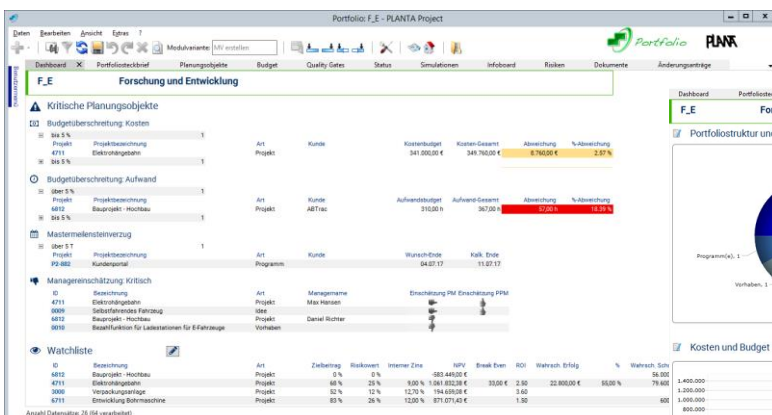 Portfolio: F_E - PLANTA Project
Daten Bearbeiten Ansicht Extras ?
Modulvariante: MV erstellen
Portfolio PLANTA
Dashboard X Portfoliosteckbrief Planungsobjekte Budget Quality Gates Status Simulationen Infoboard Risiken Dokumente Änderungsanträge
Benutzermenü
F_E Forschung und Entwicklung
Kritische Planungsobjekte
Budgetüberschreitung: Kosten
bis 5 % 1
Projekt Projektbezeichnung Art Kunde Kostenbudget Kosten-Gesamt Abweichung %-Abweichung
4711 Elektrohängebahn Projekt 341.000,00 € 349.760,00 € 8.760,00 € 2,57 %
bis 5 %
Budgetüberschreitung: Aufwand
über 5 % 1
Projekt Projektbezeichnung Art Kunde Aufwandsbudget Aufwand-Gesamt Abweichung %-Abweichung
6812 Bauprojekt - Hochbau Projekt ABTrac 310,00 h 367,00 h 57,00 h 18,39 %
bis 5 %
Mastermeilensteinverzug
über 5 T 1
Projekt Projektbezeichnung Art Kunde Wunsch-Ende Kalk. Ende
P2-882 Kundenportal Programm 04.07.17 11.07.17
Managereinschätzung: Kritisch
ID Bezeichnung Art Managername Einschätzung PM Einschätzung PPM
4711 Elektrohängebahn Projekt Max Hansen
0009 Selbstfahrendes Fahrzeug Idee
6812 Bauprojekt - Hochbau Projekt Daniel Richter
0010 Bezahlfunktion für Ladestationen für E-Fahrzeuge Vorhaben
Watchliste
ID Bezeichnung Art Zielbeitrag Risikowert Interner Zins NPV Break Even ROI Wahrsch. Erfolg % Wahrsch. Sch
6812 Bauprojekt - Hochbau Projekt 0 % 0 % -583.449,00 € 56.000
4711 Elektrohängebahn Projekt 68 % 25 % 9,00 % 1.061.832,38 € 33,00 € 2.50 22.800,00 € 55,00 % 79.600
3000 Verpackungsanlage Projekt 52 % 12 % 12,70 % 194.659,08 € 3.60
6711 Entwicklung Bohrmaschine Projekt 83 % 26 % 12,00 % 871.071,43 € 1.50 600
Anzahl Datensätze: 26 (64 verarbeitet)
Dashboard Portfolioste
F_E For
Portfoliostruktur und
Programm(e), 1
Vorhaben, 1
Kosten und Budget
1.400.000
1.200.000
1.000.000
800.000